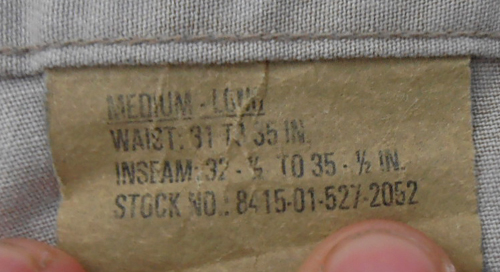 MEDIUM - LONG
WAIST: 31 TO 35 IN.
INSEAM: 32 - ½ TO 35 - ½ IN.
STOCK NO.: 8415-01-527-2052